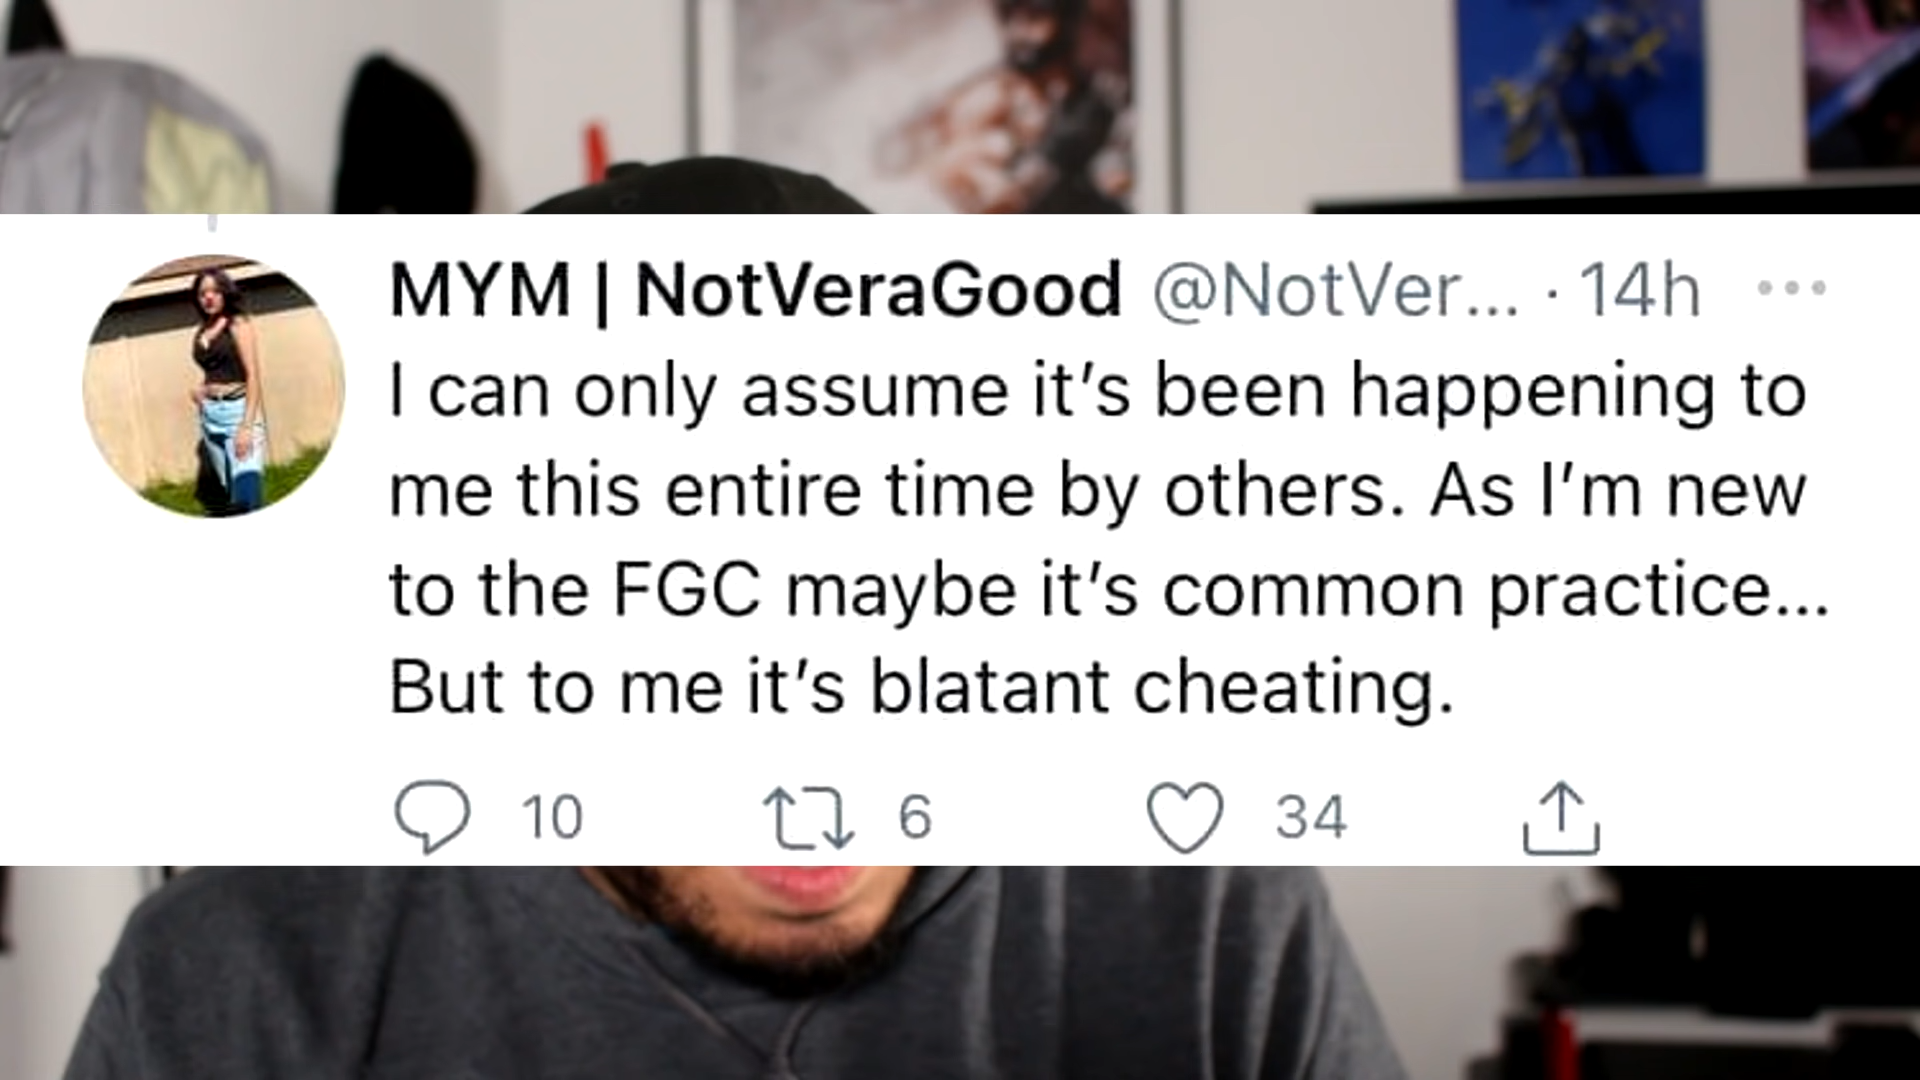 MYM | NotVeraGood @NotVer... · 14h
I can only assume it's been happening to
me this entire time by others. As I'm new
to the FGC maybe it's common practice...
But to me it's blatant cheating.
10 6 34